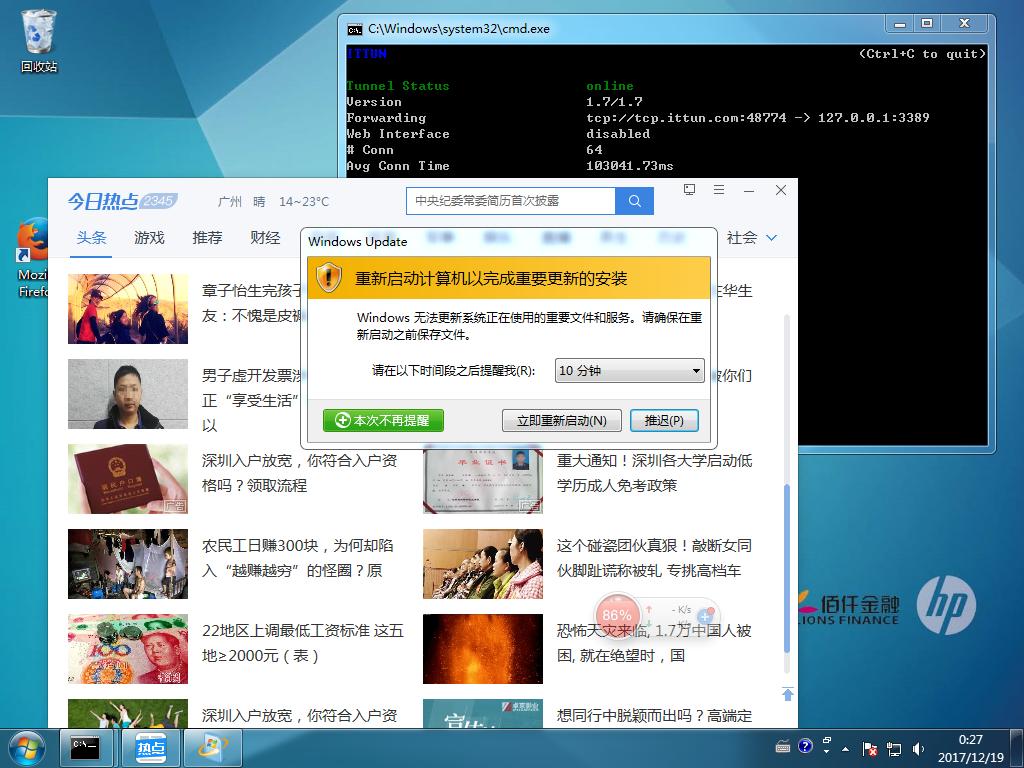 回收站
C:\Windows\system32\cmd.exe
ITTUN (Ctrl+C to quit)
Tunnel Status online
Version 1.7/1.7
Forwarding tcp://tcp.ittun.com:48774 -> 127.0.0.1:3389
Web Interface disabled
# Conn 64
Avg Conn Time 103041.73ms
今日热点 2345
广州 晴 14~23°C
中央纪委常委简历首次披露
头条 游戏 推荐 财经 社会
Windows Update
重新启动计算机以完成重要更新的安装
Windows 无法更新系统正在使用的重要文件和服务。请确保在重
新启动之前保存文件。
请在以下时间段之后提醒我(R):
10 分钟
本次不再提醒
立即重新启动(N)
推迟(P)
章子怡生完孩子
友：不愧是皮裤
华生
男子虚开发票涉
正“享受生活”
以
你们
深圳入户放宽，你符合入户资
格吗？领取流程
居民户口簿
广告
毕业证书
广告
重大通知！深圳各大学启动低
学历成人免考政策
农民工日赚300块，为何却陷
入“越赚越穷”的怪圈？原
这个碰瓷团伙真狠！敲断女同
伙脚趾谎称被轧 专挑高档车
22地区上调最低工资标准 这五
地≥2000元（表）
100
恐怖天灾来临, 1.7万中国人被
困, 就在绝望时，国
深圳入户放宽，你符合入户资
想同行中脱颖而出吗？高端定
86%
- K/s
- K/s
Mozi
Firefo
佰仟金融
LIONS FINANCE
hp
C:\_
热点
0:27
2017/12/19